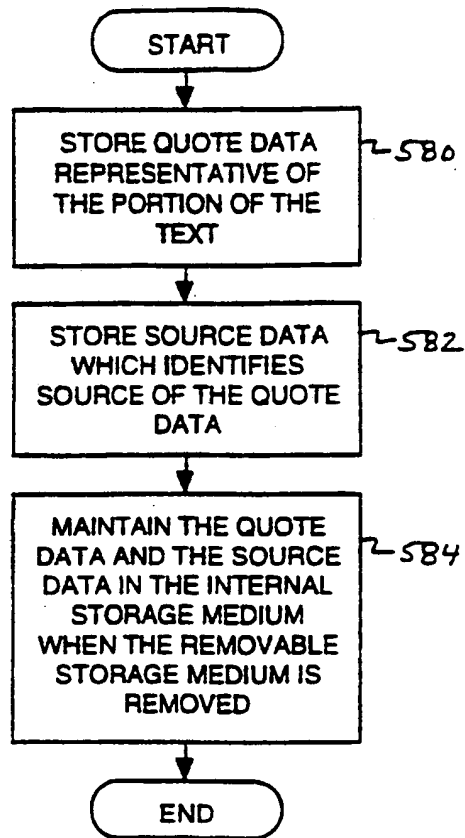 START
STORE QUOTE DATA
REPRESENTATIVE OF
THE PORTION OF THE
TEXT
580
STORE SOURCE DATA
WHICH IDENTIFIES
SOURCE OF THE QUOTE
DATA
582
MAINTAIN THE QUOTE
DATA AND THE SOURCE
DATA IN THE INTERNAL
STORAGE MEDIUM
WHEN THE REMOVABLE
STORAGE MEDIUM IS
REMOVED
584
END